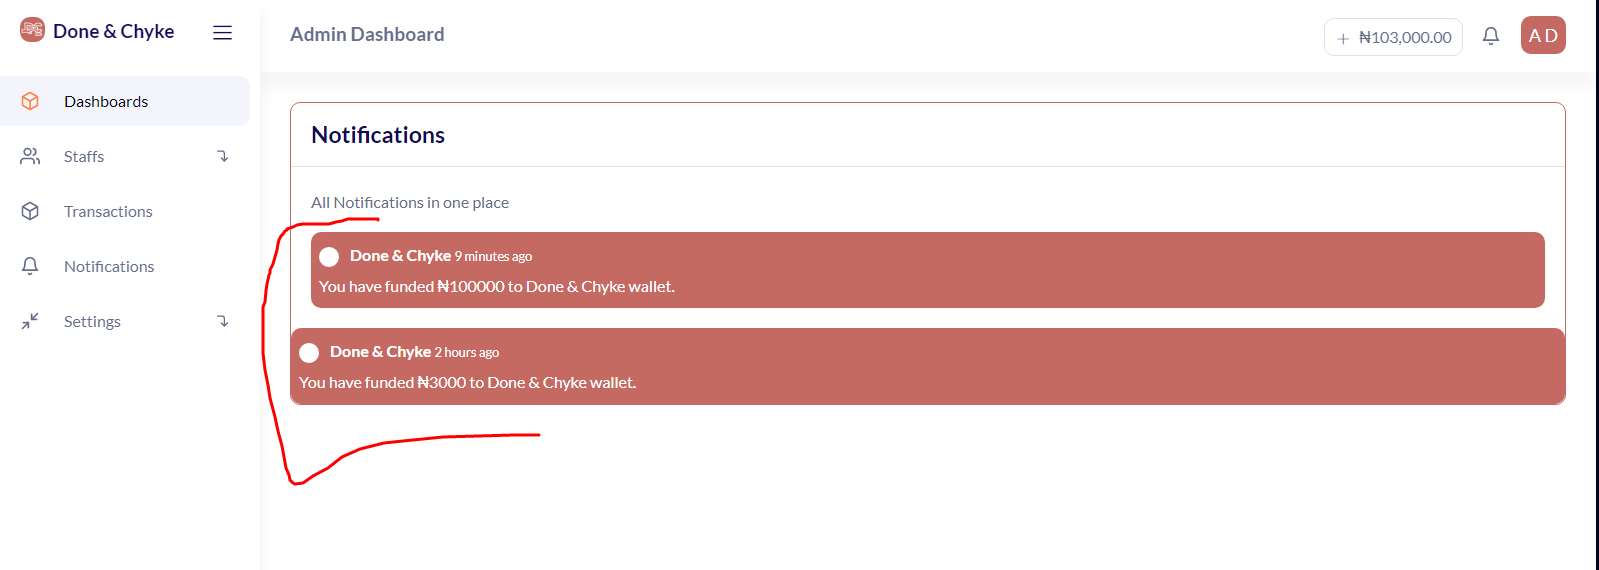 Done & Chyke
Admin Dashboard
+ ₦103,000.00
A D
Dashboards
Staffs
Transactions
Notifications
Settings
Notifications
All Notifications in one place
Done & Chyke 9 minutes ago
You have funded ₦100000 to Done & Chyke wallet.
Done & Chyke 2 hours ago
You have funded ₦3000 to Done & Chyke wallet.